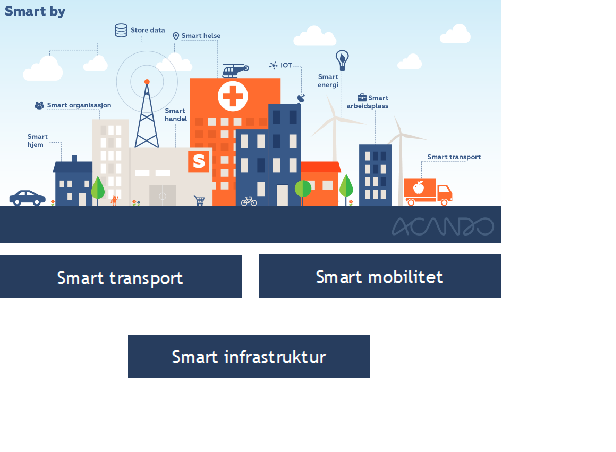 Smart by
Store data
Smart helse
IOT
Smart
energi
Smart organisasjon
Smart
handel
Smart
arbeidsplass
Smart
hjem
Smart transport
S
ACANDO
Smart transport
Smart mobilitet
Smart infrastruktur